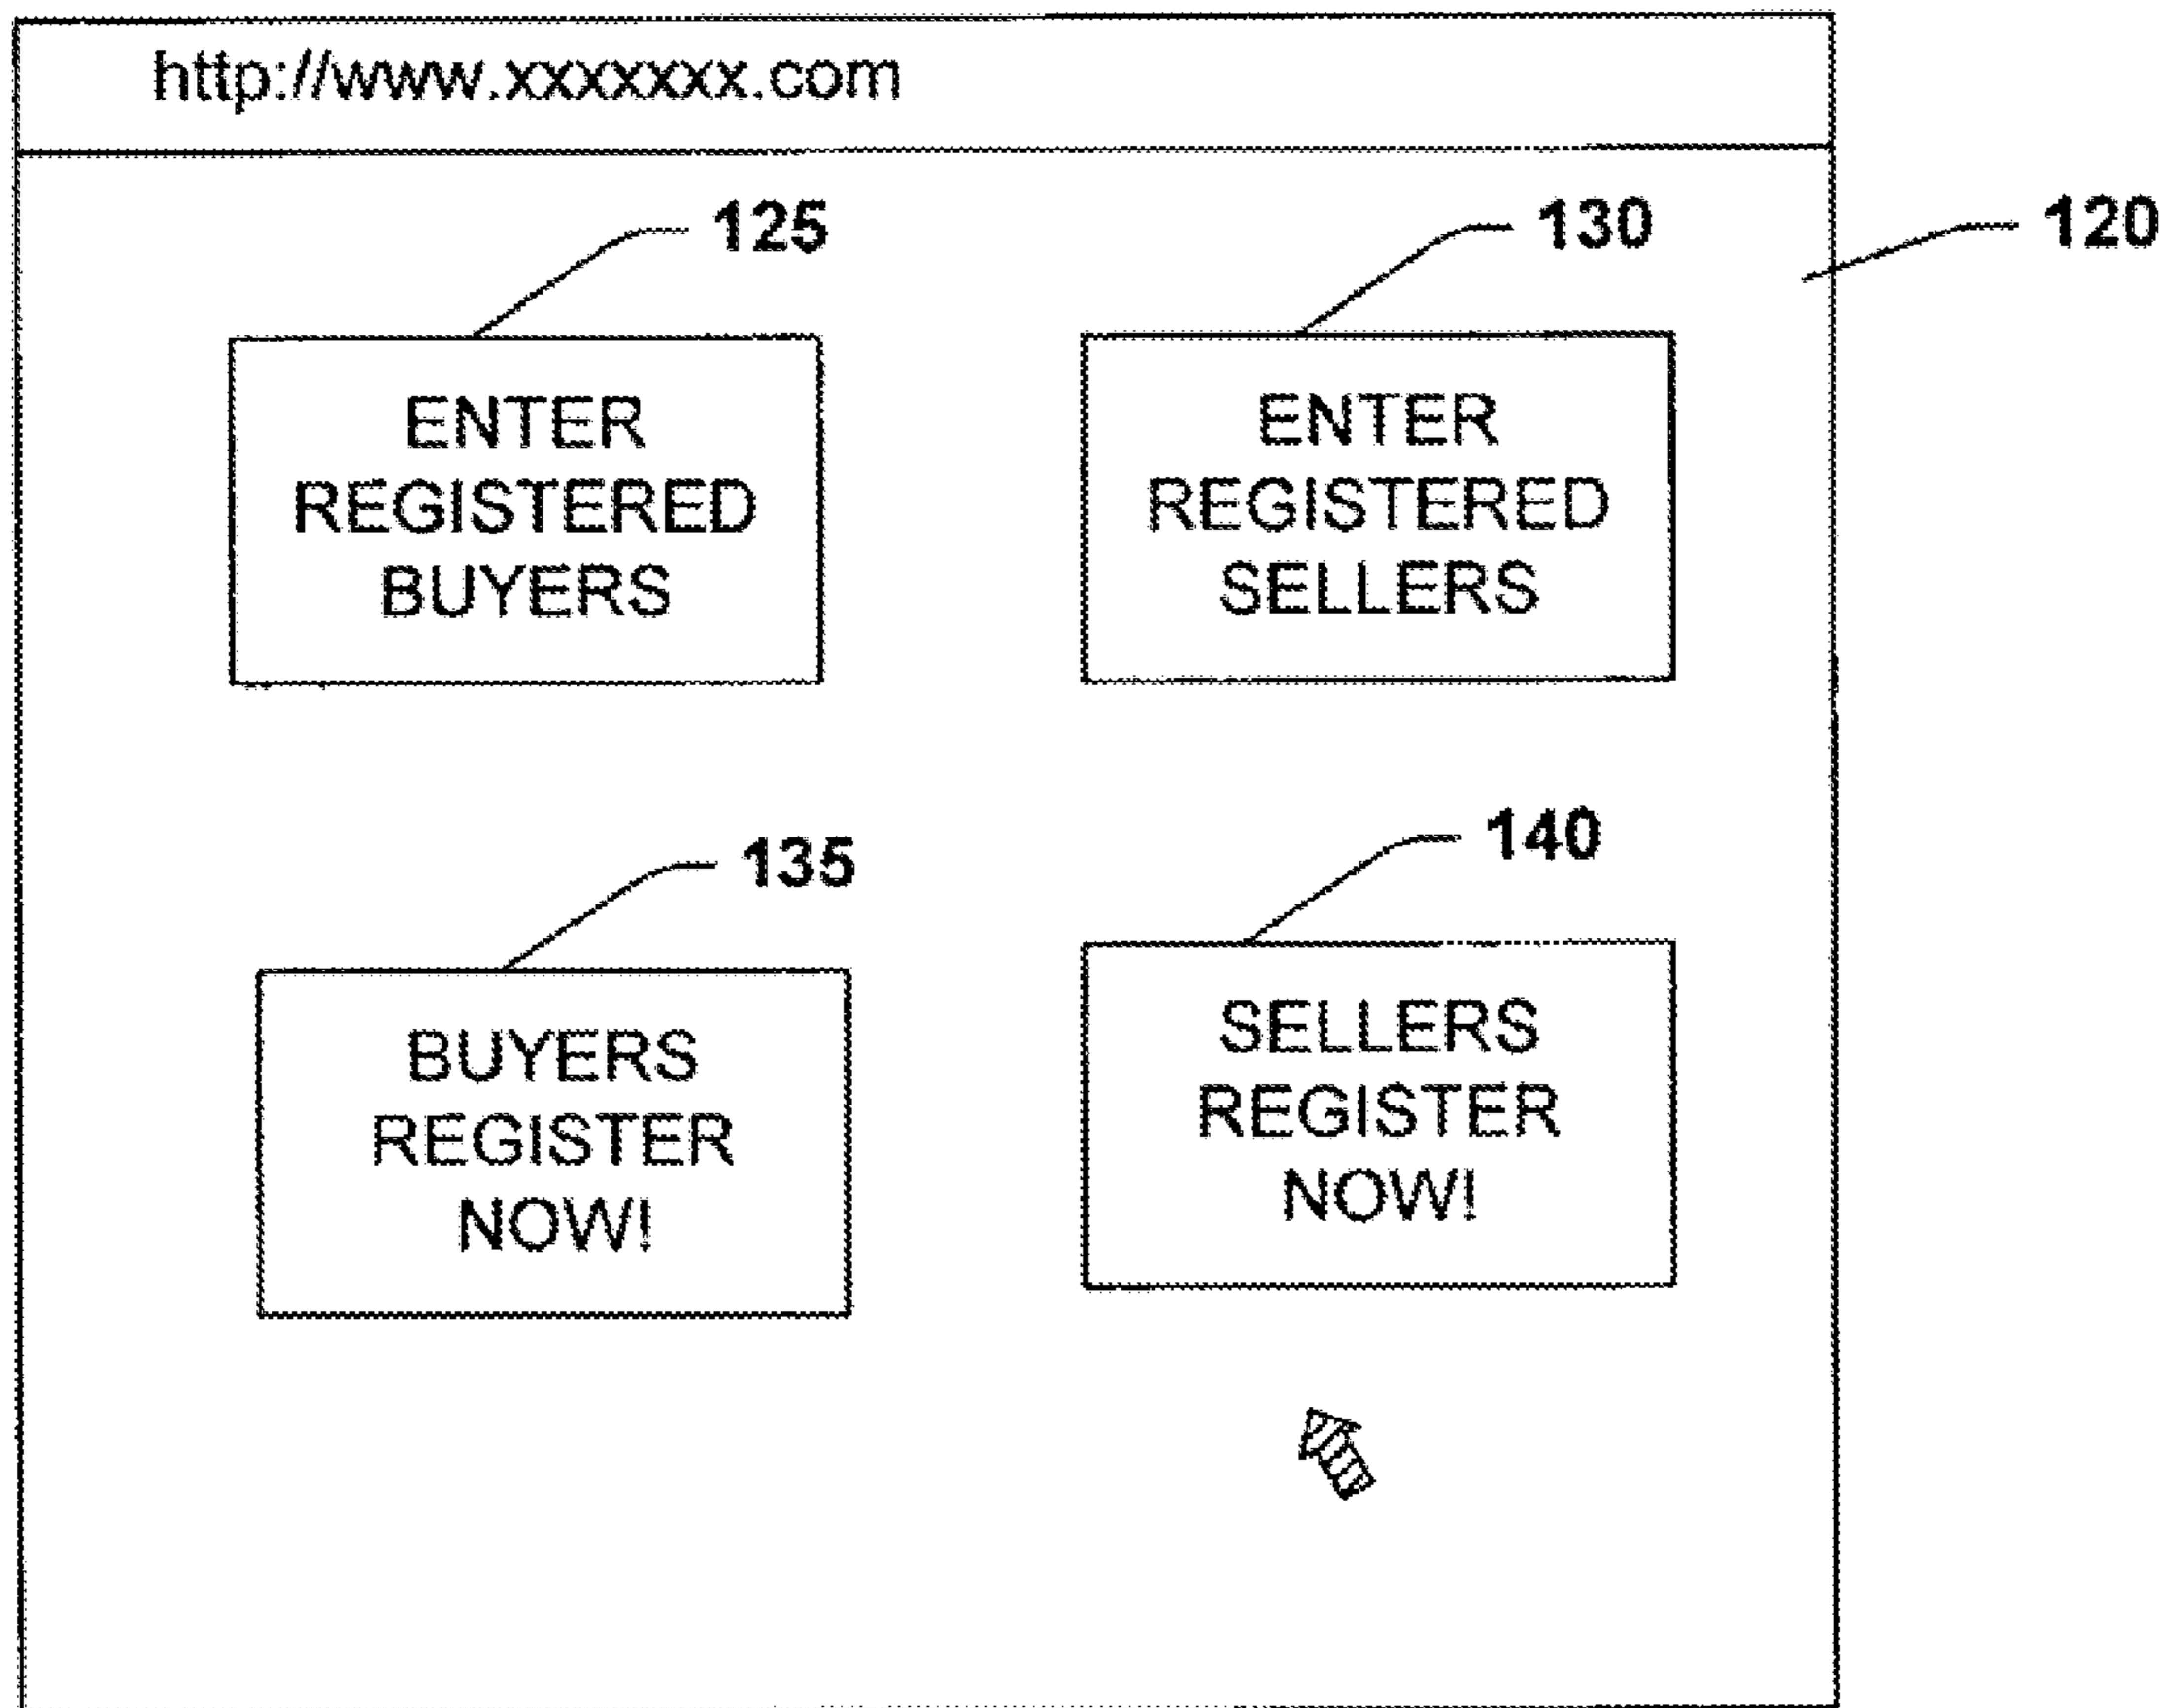 http://www.xxxxxxx.com
125
130
120
ENTER
REGISTERED
BUYERS
ENTER
REGISTERED
SELLERS
135
140
BUYERS
REGISTER
NOW!
SELLERS
REGISTER
NOW!